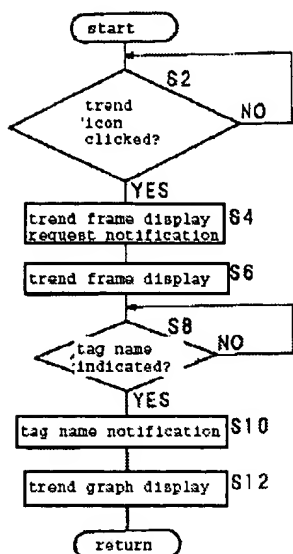 start
S2
trend
'icon
clicked?
NO
YES
trend frame display
request notification
S4
trend frame display
S6
S8
tag name
indicated?
NO
YES
tag name notification
S10
trend graph display
S12
return